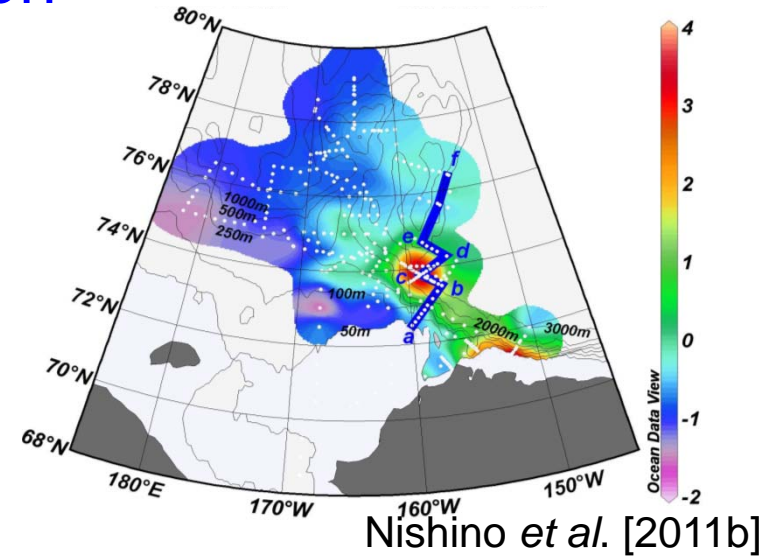 80°N
78°N
76°N
74°N
72°N
70°N
68°N
1000m
500m
250m
100m
50m
2000m
3000m
f
e
d
c
b
a
180°E
170°W
160°W
150°W
4
3
2
1
0
-1
-2
Ocean Data View
Nishino et al. [2011b]